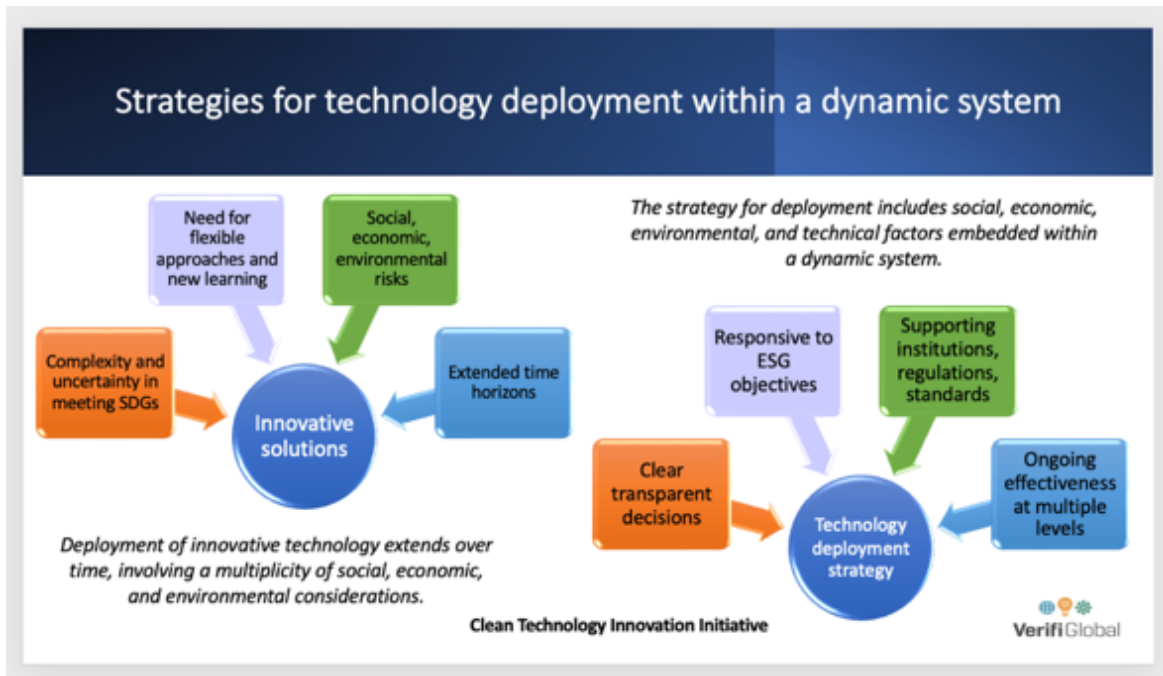 Strategies for technology deployment within a dynamic system
Need for
flexible
approaches and
new learning
Social,
economic,
environmental
risks
Complexity and
uncertainty in
meeting SDGs
Extended time
horizons
Innovative
solutions
Deployment of innovative technology extends over
time, involving a multiplicity of social, economic,
and environmental considerations.
The strategy for deployment includes social, economic,
environmental, and technical factors embedded within
a dynamic system.
Responsive to
ESG
objectives
Supporting
institutions,
regulations,
standards
Clear
transparent
decisions
Ongoing
effectiveness
at multiple
levels
Technology
deployment
strategy
Clean Technology Innovation Initiative
VerifiGlobal